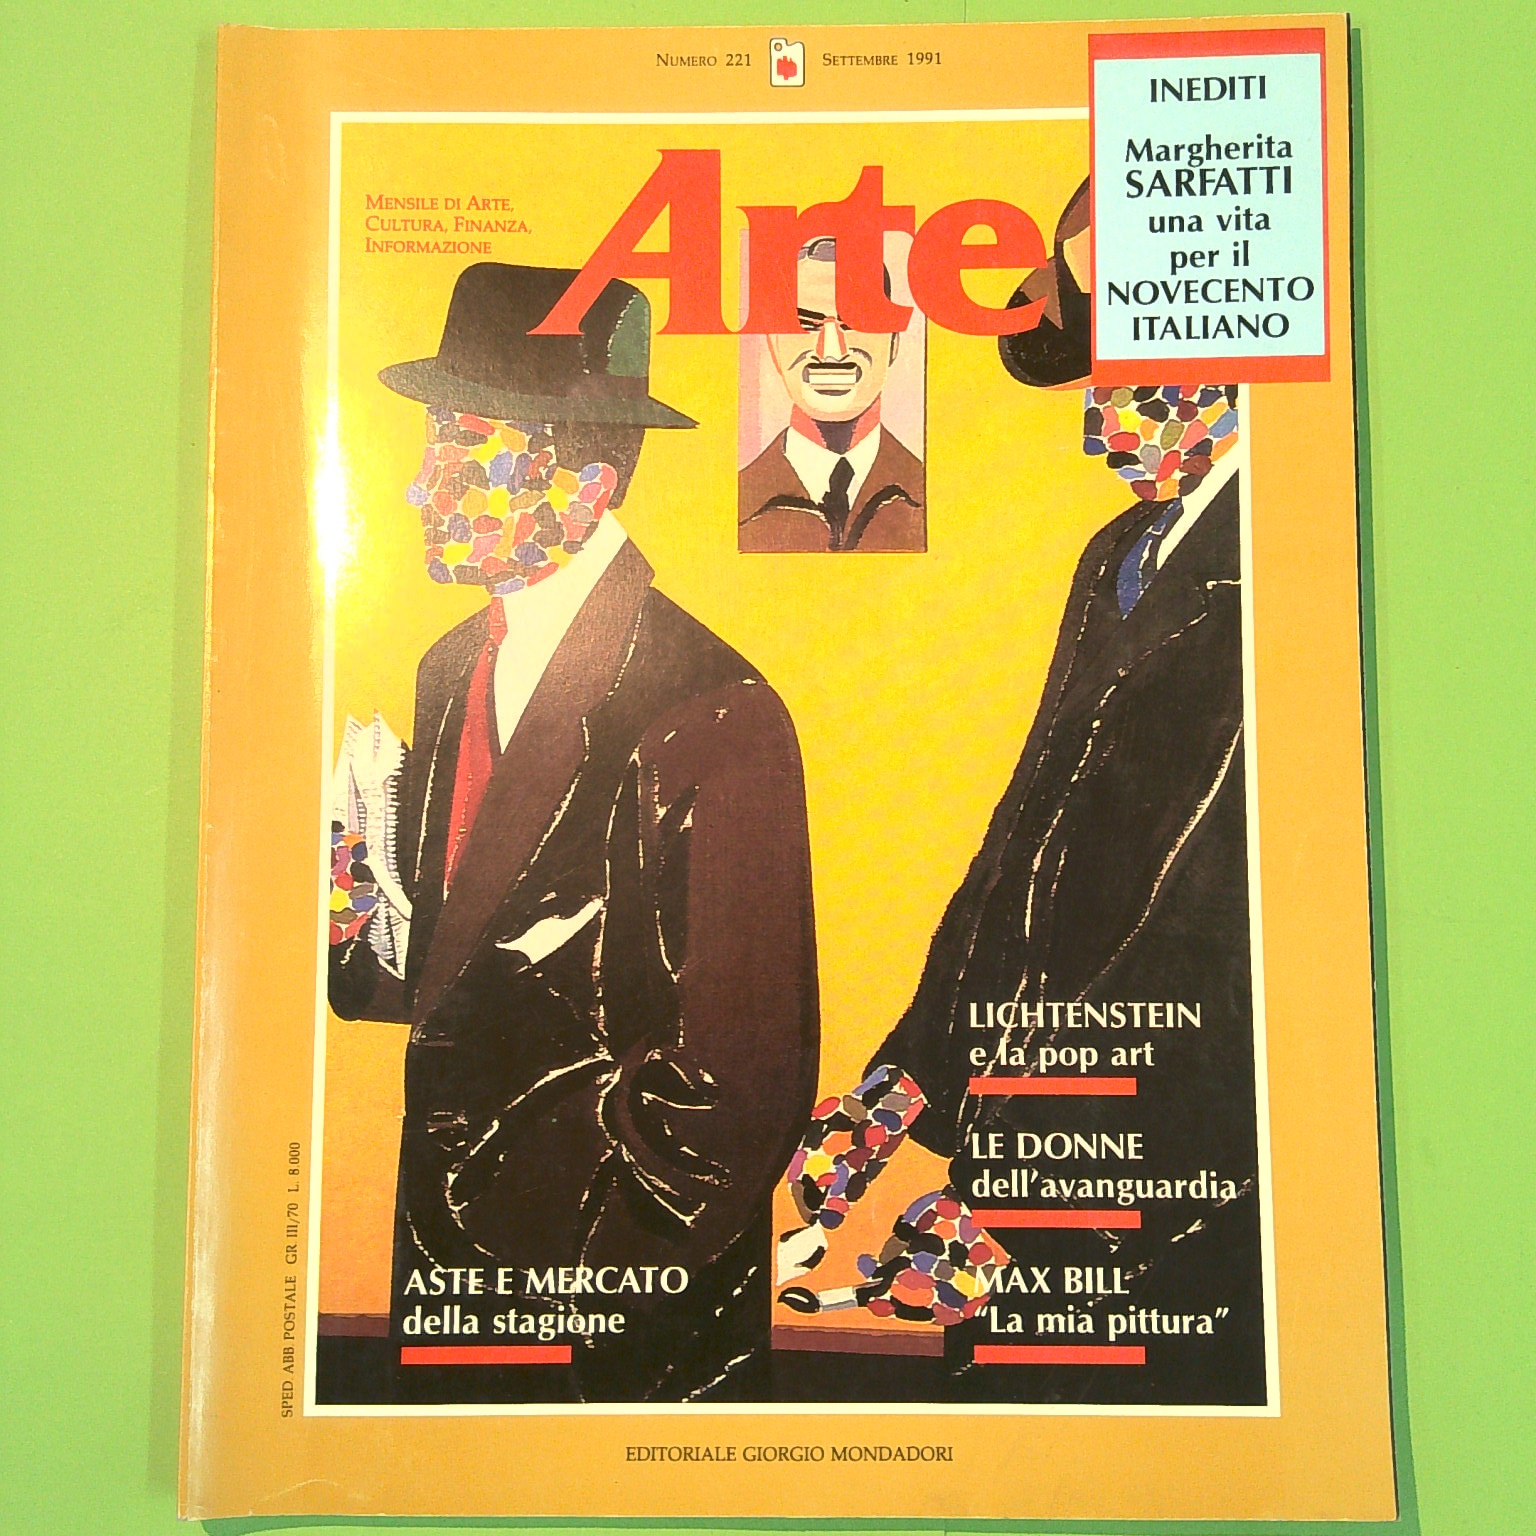 NUMERO 221 SETTEMBRE 1991
INEDITI
Margherita
SARFATTI
una vita
per il
NOVECENTO
ITALIANO
Arte
MENSILE DI ARTE,
CULTURA, FINANZA,
INFORMAZIONE
LICHTENSTEIN
e la pop art
LE DONNE
dell'avanguardia
MAX BILL
"La mia pittura"
ASTE E MERCATO
della stagione
SPED. ABB POSTALE GR III/70 L. 8.000
EDITORIALE GIORGIO MONDADORI